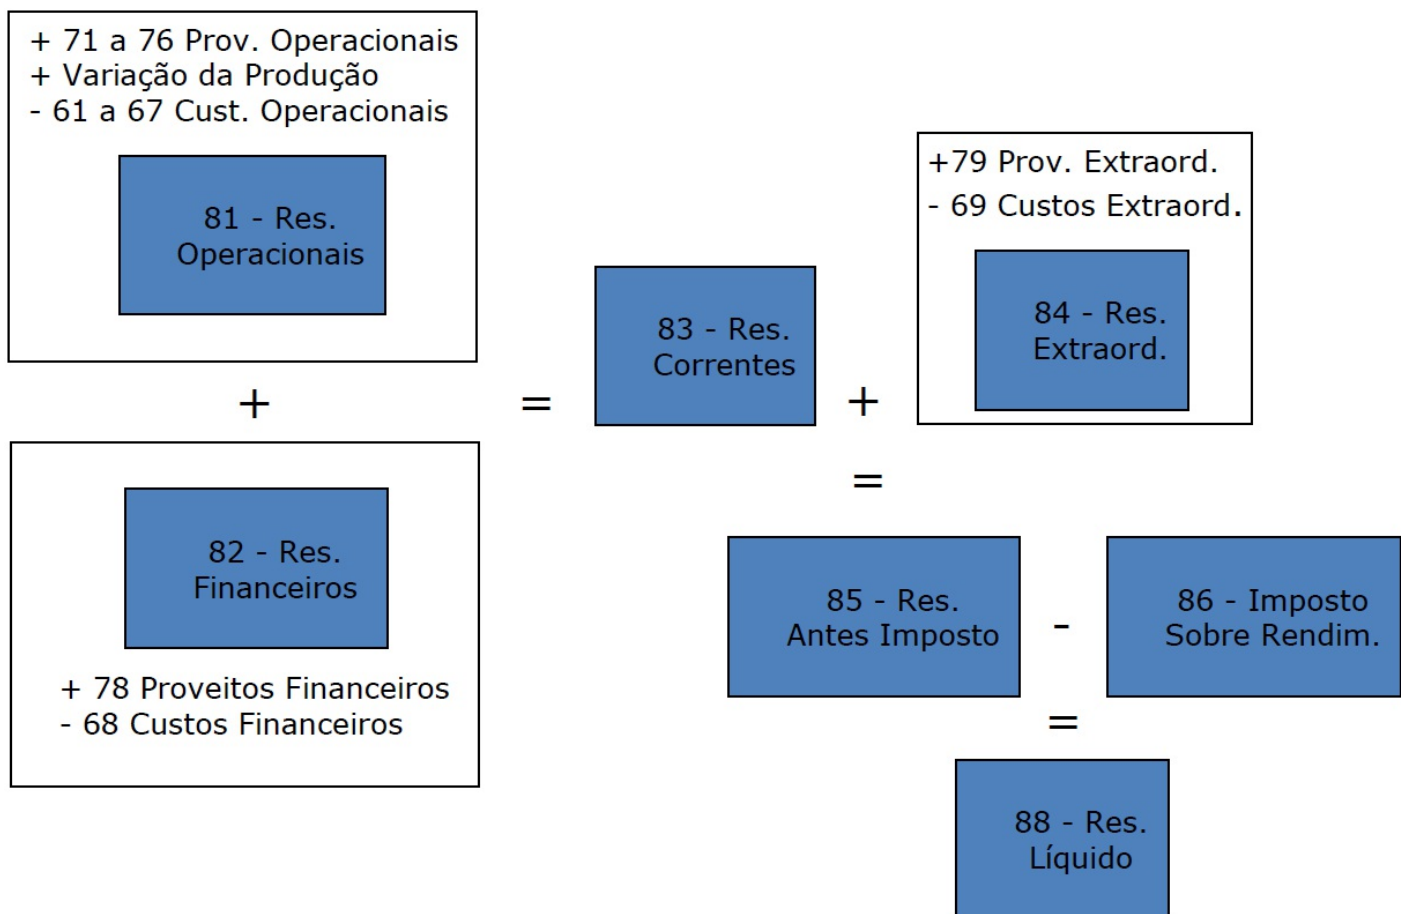 + 71 a 76 Prov. Operacionais
+ Variação da Produção
- 61 a 67 Cust. Operacionais
81 - Res.
Operacionais
+
82 - Res.
Financeiros
+ 78 Proveitos Financeiros
- 68 Custos Financeiros
=
83 - Res.
Correntes
+
+79 Prov. Extraord.
- 69 Custos Extraord.
84 - Res.
Extraord.
=
85 - Res.
Antes Imposto
-
86 - Imposto
Sobre Rendim.
=
88 - Res.
Líquido